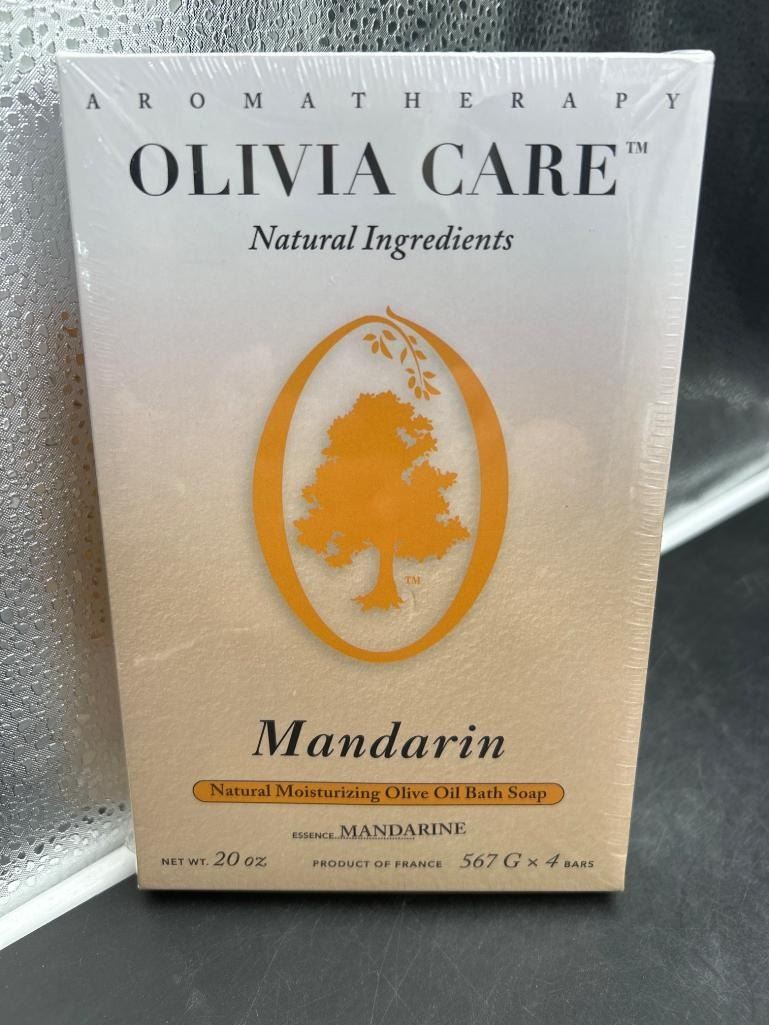 AROMATHERAPY
OLIVIA CARE™
Natural Ingredients
TM
Mandarin
Natural Moisturizing Olive Oil Bath Soap
ESSENCE MANDARINE
NET WT. 20 OZ PRODUCT OF FRANCE 567 G × 4 BARS